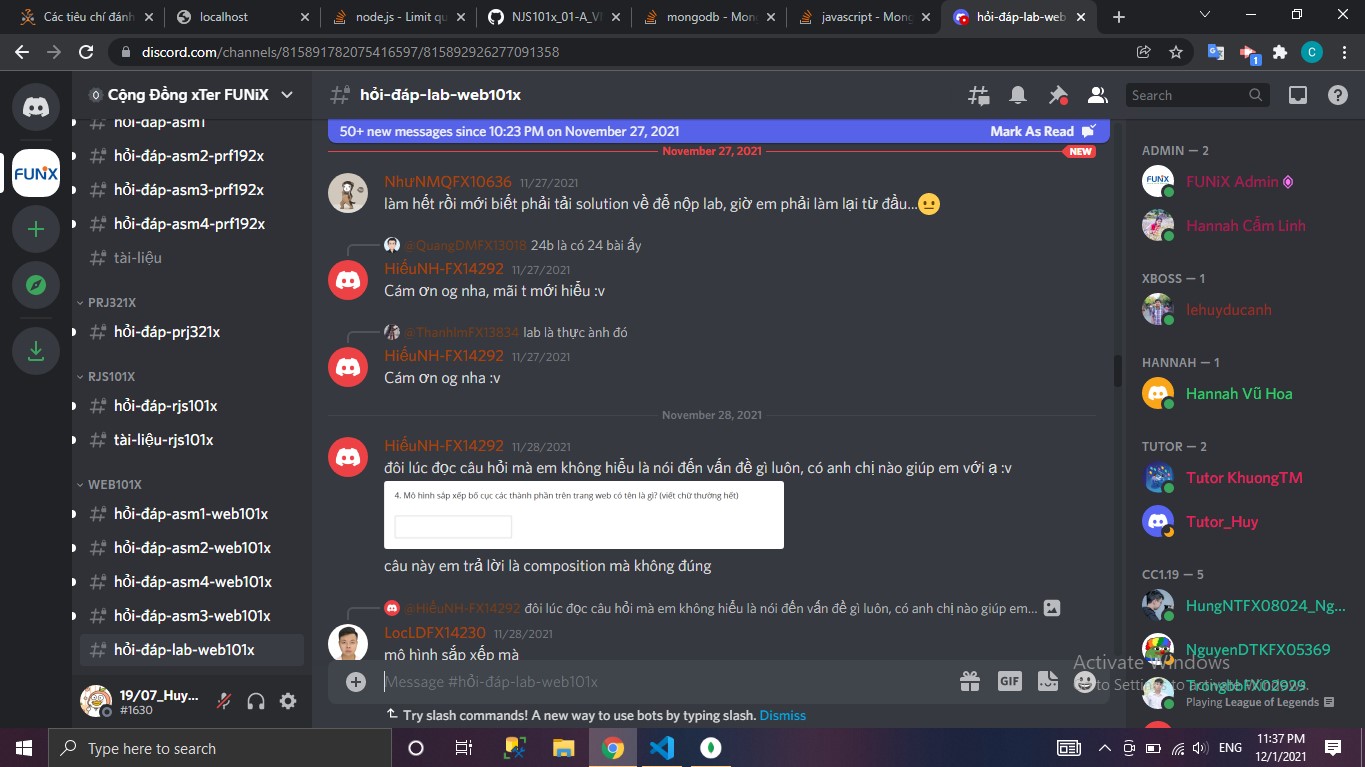 Các tiêu chí đánh
localhost
node.js - Limit qu
NJS101x_01-A_VI
mongodb - Mon
javascript - Mong
hỏi-đáp-lab-web
discord.com/channels/815891782075416597/815892926277091358
1
C
Cộng Đồng xTer FUNiX
hỏi-đáp-lab-web101x
Search
hỏi-đáp-asm1
hỏi-đáp-asm2-prf192x
hỏi-đáp-asm3-prf192x
hỏi-đáp-asm4-prf192x
tài-liệu
PRJ321X
hỏi-đáp-prj321x
RJS101X
hỏi-đáp-rjs101x
tài-liệu-rjs101x
WEB101X
hỏi-đáp-asm1-web101x
hỏi-đáp-asm2-web101x
hỏi-đáp-asm4-web101x
hỏi-đáp-asm3-web101x
hỏi-đáp-lab-web101x
FUNiX
19/07_Huy...
#1630
50+ new messages since 10:23 PM on November 27, 2021
Mark As Read
November 27, 2021
NEW
NhưNMQFX10636 11/27/2021
làm hết rồi mới biết phải tải solution về để nộp lab, giờ em phải làm lại từ đầu...😐
@QuangDMFX13018 24b là có 24 bài ấy
HiếuNH-FX14292 11/27/2021
Cám ơn og nha, mãi t mới hiểu :v
@ThanhimFX13834 lab là thực ành đó
HiếuNH-FX14292 11/27/2021
Cám ơn og nha :v
November 28, 2021
HiếuNH-FX14292 11/28/2021
đôi lúc đọc câu hỏi mà em không hiểu là nói đến vấn đề gì luôn, có anh chị nào giúp em với ạ :v
4. Mô hình sắp xếp bố cục các thành phần trên trang web có tên là gì? (viết chữ thường hết)
câu này em trả lời là composition mà không đúng
@HiếuNH-FX14292 đôi lúc đọc câu hỏi mà em không hiểu là nói đến vấn đề gì luôn, có anh chị nào giúp em...
LocLDFX14230 11/28/2021
mô hình sắp xếp mà
Message #hỏi-đáp-lab-web101x
GIF
Try slash commands! A new way to use bots by typing slash. Dismiss
ADMIN — 2
FUNiX
FUNiX Admin
Hannah Cẩm Linh
XBOSS — 1
lehuyducanh
HANNAH — 1
Hannah Vũ Hoa
TUTOR — 2
Tutor KhuongTM
Tutor_Huy
CC1.19 — 5
HungNTFX08024_Ng...
NguyenDTKFX05369
TrongbbFX02929
Playing League of Legends
Activate Windows
Go to Settings to activate Windows.
Type here to search
ENG
11:37 PM
12/1/2021